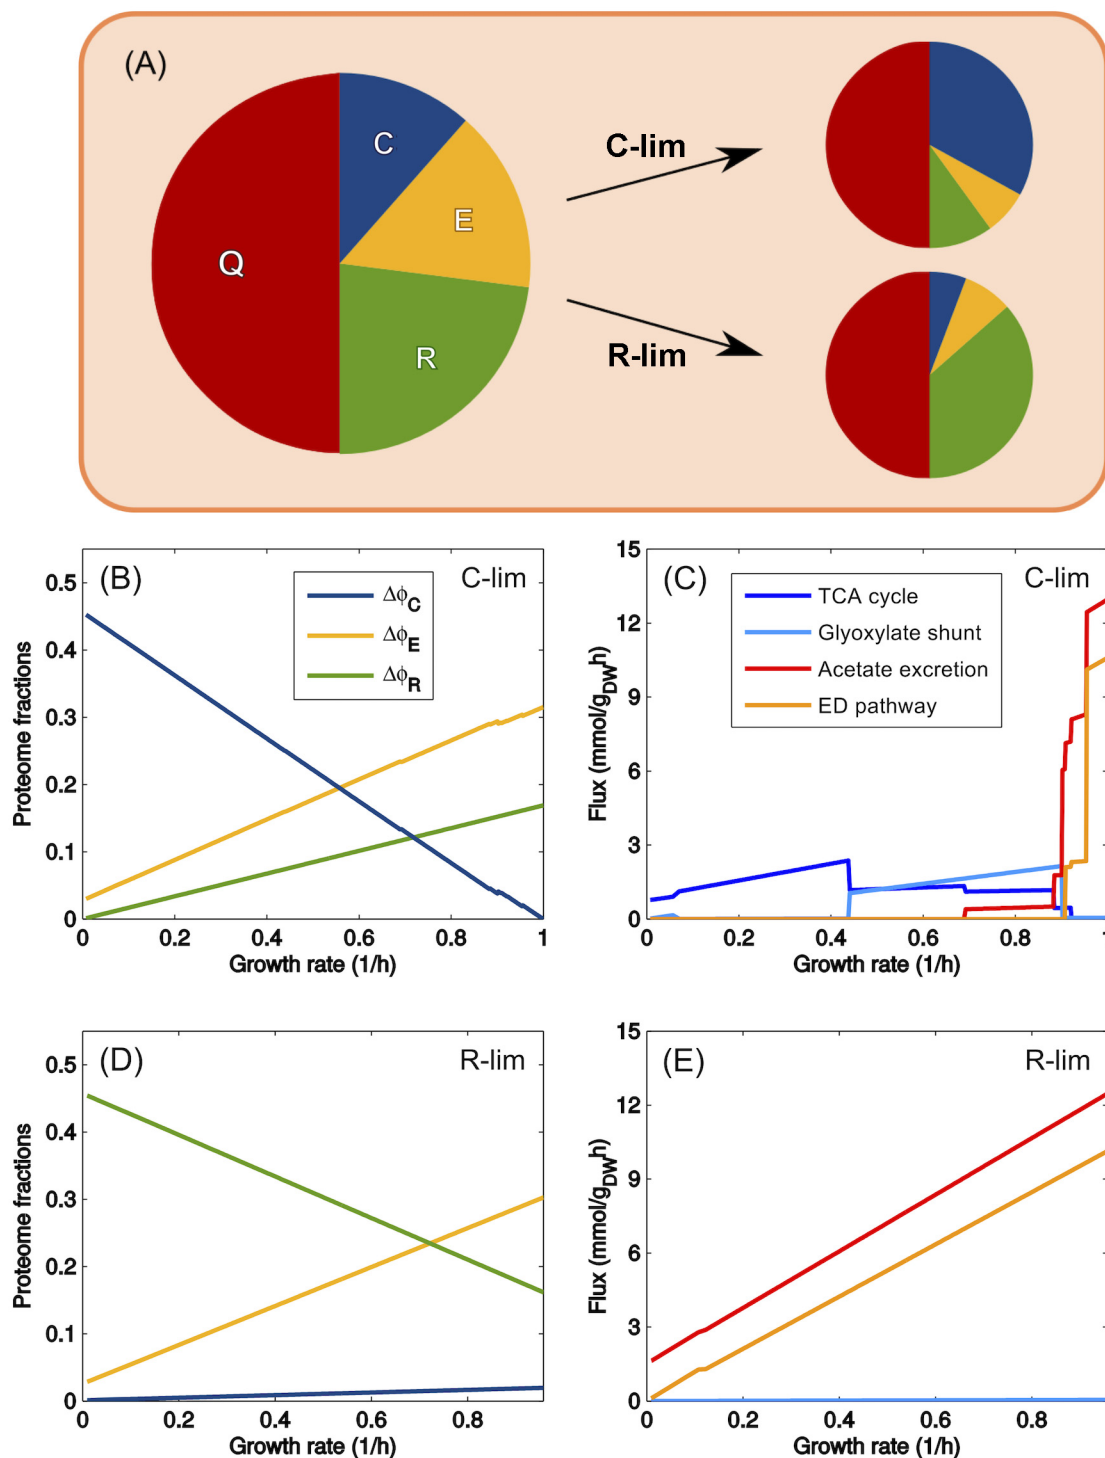 (A)
C
E
Q
R
C-lim
R-lim
(B)
C-lim
Δϕ_C
Δϕ_E
Δϕ_R
Proteome fractions
0.5
0.4
0.3
0.2
0.1
0
0 0.2 0.4 0.6 0.8 1
Growth rate (1/h)
(C)
C-lim
TCA cycle
Glyoxylate shunt
Acetate excretion
ED pathway
Flux (mmol/g_DW h)
15
12
9
6
3
0
0 0.2 0.4 0.6 0.8 1
Growth rate (1/h)
(D)
R-lim
Proteome fractions
0.5
0.4
0.3
0.2
0.1
0
0 0.2 0.4 0.6 0.8
Growth rate (1/h)
(E)
R-lim
Flux (mmol/g_DW h)
15
12
9
6
3
0
0 0.2 0.4 0.6 0.8
Growth rate (1/h)